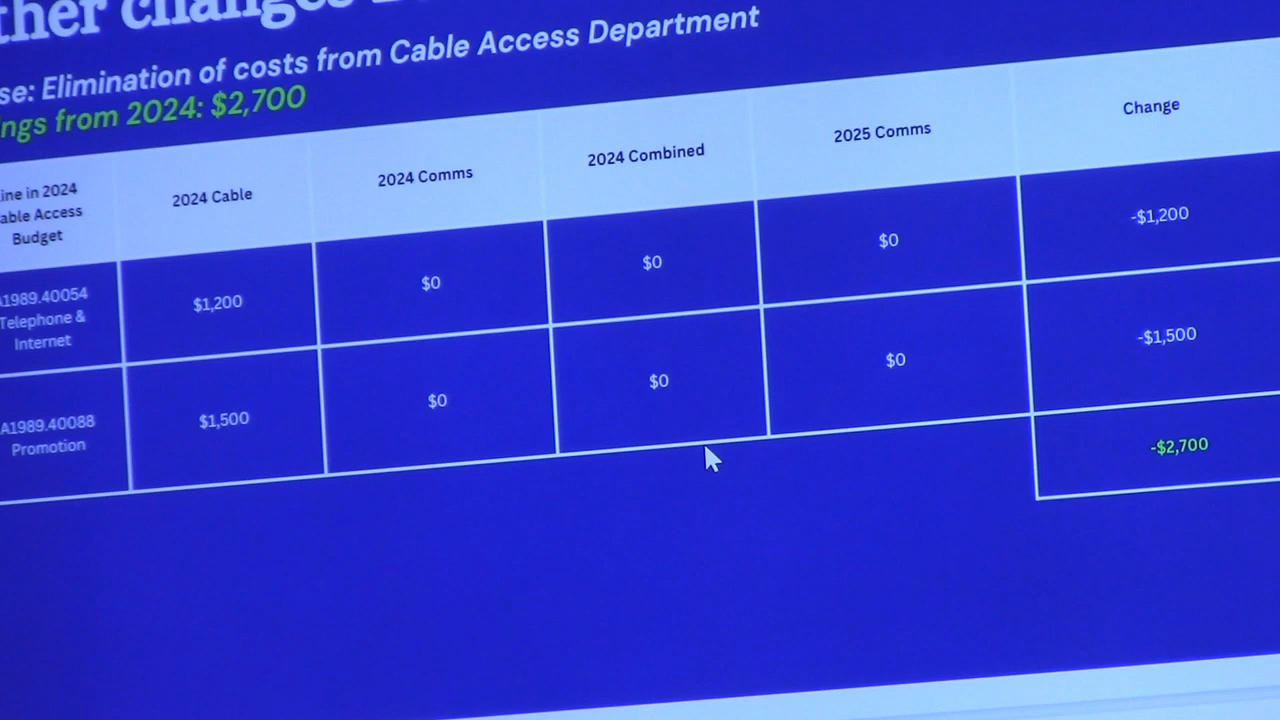 ther changes
se: Elimination of costs from Cable Access Department
ngs from 2024: $2,700
ine in 2024
able Access
Budget
2024 Cable
2024 Comms
2024 Combined
2025 Comms
Change
A1989.40054
Telephone &
Internet
$1,200
$0
$0
$0
-$1,200
A1989.40088
Promotion
$1,500
$0
$0
$0
-$1,500
-$2,700